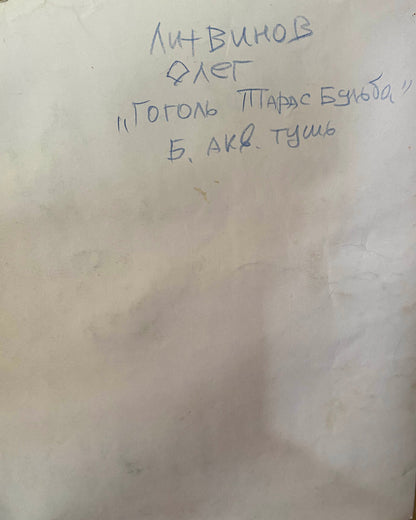 Литвинов
Олег
„Гоголь Тарас Бульба"
Б. акв. тушь